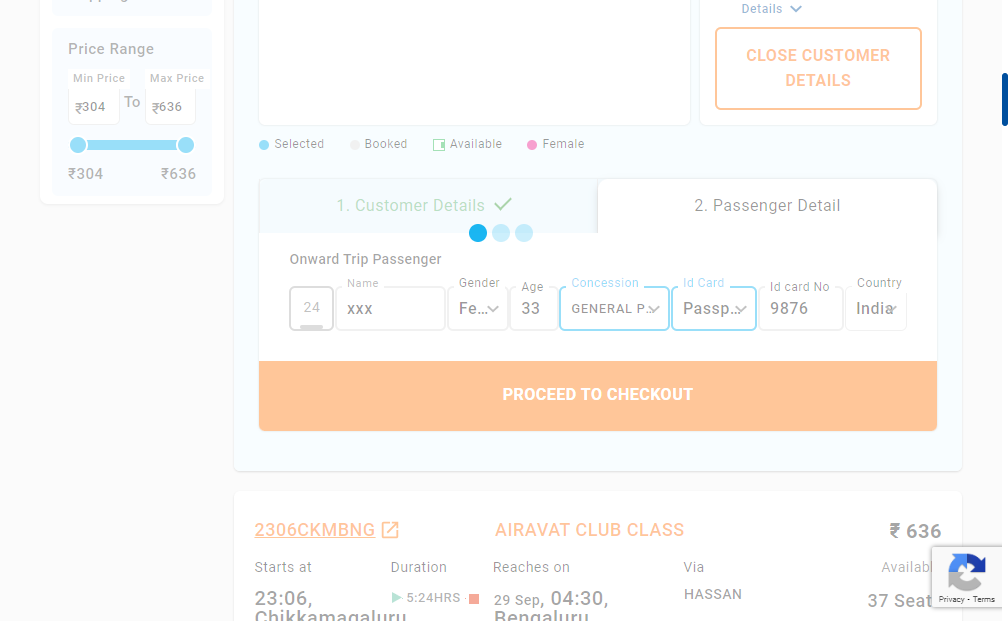 Details
CLOSE CUSTOMER
DETAILS
Price Range
Min Price
Max Price
₹304
To
₹636
₹304
₹636
Selected
Booked
Available
Female
1. Customer Details
2. Passenger Detail
Onward Trip Passenger
24
Name
xxx
Gender
Fe...
Age
33
Concession
GENERAL P...
Id Card
Passp...
Id card No
9876
Country
India
PROCEED TO CHECKOUT
2306CKMBNG
AIRAVAT CLUB CLASS
₹ 636
Starts at
Duration
Reaches on
Via
Availabl
23:06,
Chikkamagaluru
5:24HRS
29 Sep, 04:30,
Bengaluru
HASSAN
37 Seat
Privacy - Terms